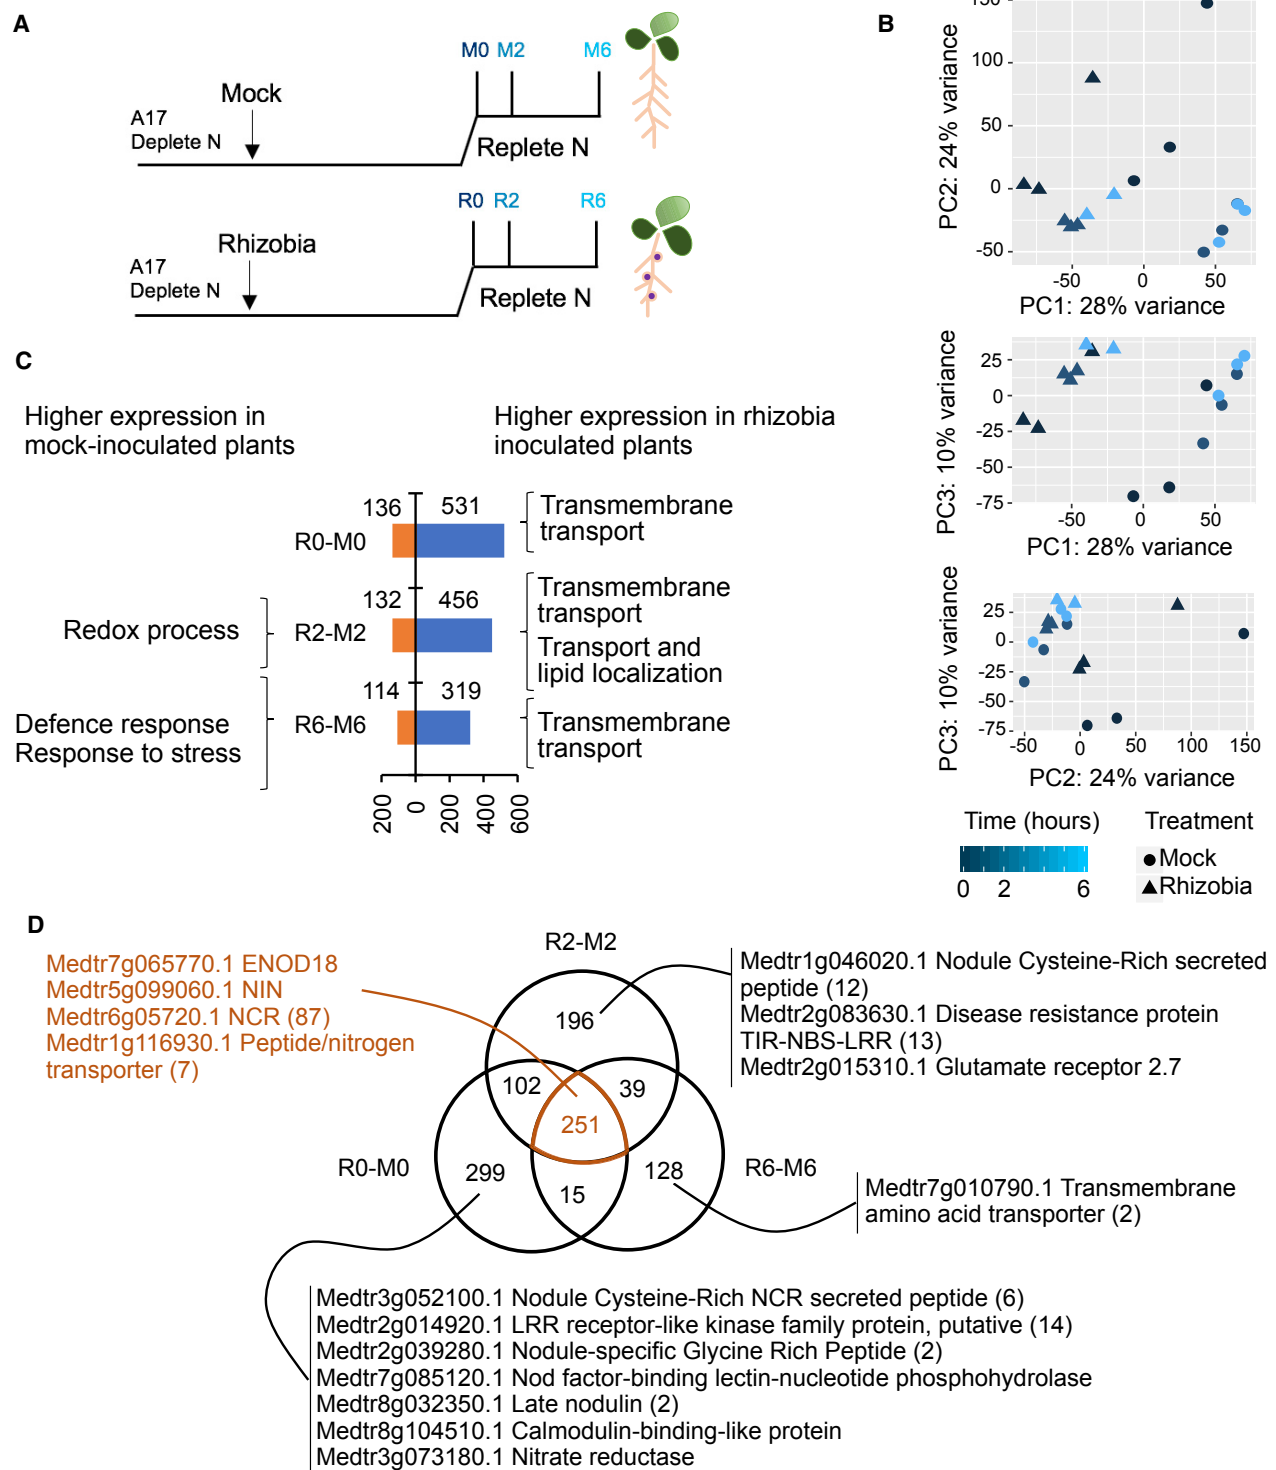 A
M0 M2 M6
Mock
A17
Deplete N
Replete N
R0 R2 R6
Rhizobia
A17
Deplete N
Replete N
B
PC2: 24% variance
150
100
50
0
-50
-50 0 50
PC1: 28% variance
PC3: 10% variance
25
0
-25
-50
-75
-50 0 50
PC1: 28% variance
PC3: 10% variance
25
0
-25
-50
-75
-50 0 50 100 150
PC2: 24% variance
Time (hours)
0 2 6
Treatment
Mock
Rhizobia
C
Higher expression in
mock-inoculated plants
Higher expression in rhizobia
inoculated plants
136 531
R0-M0
Transmembrane
transport
132 456
Redox process
R2-M2
Transmembrane
transport
Transport and
lipid localization
114 319
Defence response
Response to stress
R6-M6
Transmembrane
transport
200 0 200 400 600
D
Medtr7g065770.1 ENOD18
Medtr5g099060.1 NIN
Medtr6g05720.1 NCR (87)
Medtr1g116930.1 Peptide/nitrogen
transporter (7)
R2-M2
196
102
39
251
R0-M0
299
15
128
R6-M6
Medtr1g046020.1 Nodule Cysteine-Rich secreted
peptide (12)
Medtr2g083630.1 Disease resistance protein
TIR-NBS-LRR (13)
Medtr2g015310.1 Glutamate receptor 2.7
Medtr7g010790.1 Transmembrane
amino acid transporter (2)
Medtr3g052100.1 Nodule Cysteine-Rich NCR secreted peptide (6)
Medtr2g014920.1 LRR receptor-like kinase family protein, putative (14)
Medtr2g039280.1 Nodule-specific Glycine Rich Peptide (2)
Medtr7g085120.1 Nod factor-binding lectin-nucleotide phosphohydrolase
Medtr8g032350.1 Late nodulin (2)
Medtr8g104510.1 Calmodulin-binding-like protein
Medtr3g073180.1 Nitrate reductase